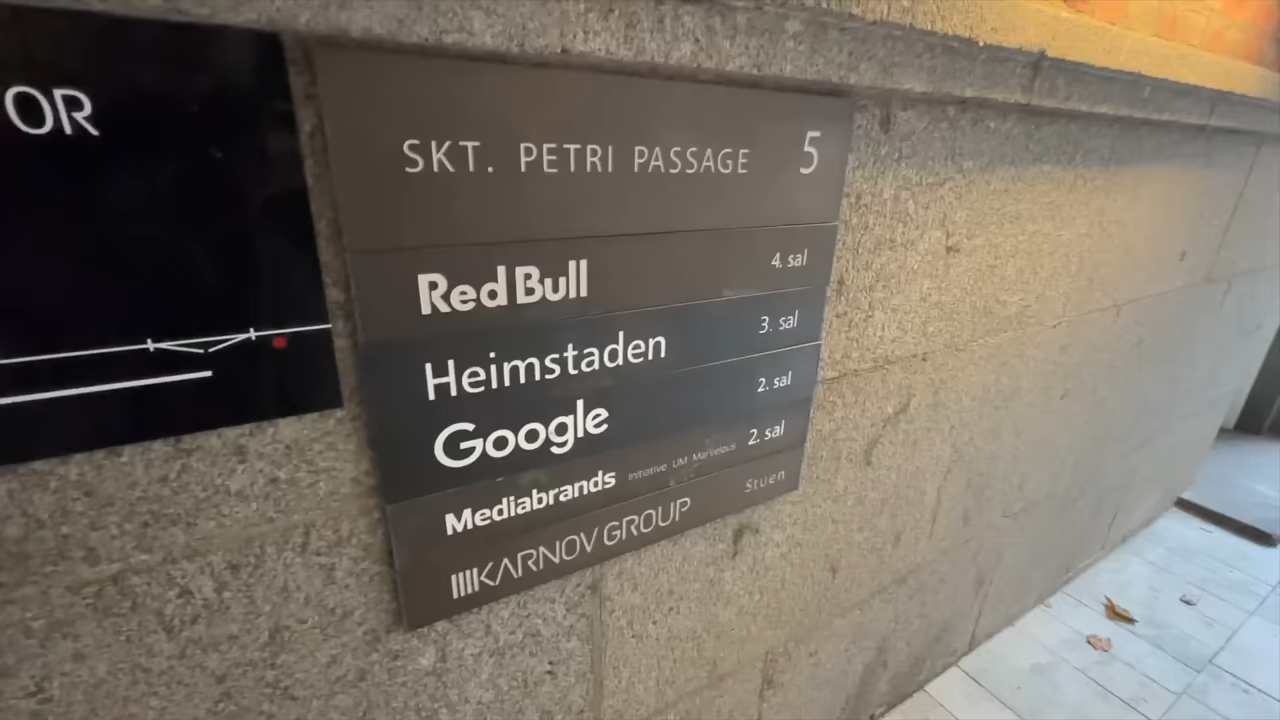 OR
SKT. PETRI PASSAGE 5
Red Bull 4. sal
Heimstaden 3. sal
Google 2. sal
Mediabrands Initiative UM Marvelous 2. sal
KARNOV GROUP Stuen